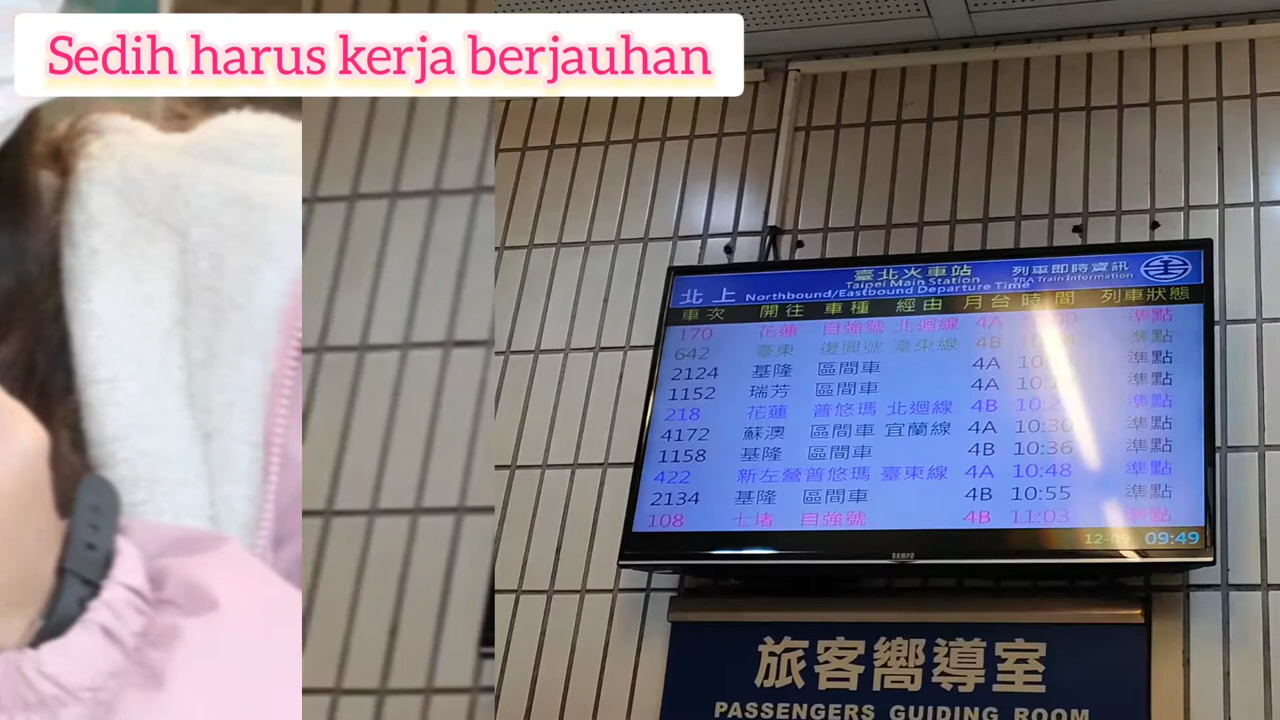 Sedih harus kerja berjauhan
臺北火車站
Taipei Main Station
列車即時資訊
TRA Train Information
北上 Northbound/Eastbound Departure Time
車次 開往 車種 經由 月台 時間 列車狀態
170 花蓮 自強號 北迴線 4A 準點
642 臺東 復興號 臺東線 4B 準點
2124 基隆 區間車 4A 準點
1152 瑞芳 區間車 4A 準點
218 花蓮 普悠瑪 北迴線 4B 準點
4172 蘇澳 區間車 宜蘭線 4A 10:30 準點
1158 基隆 區間車 4B 10:36 準點
422 新左營 普悠瑪 臺東線 4A 10:48 準點
2134 基隆 區間車 4B 10:55 準點
108 七堵 自強號 4B 11:03 準點
09:49
SAMPO
旅客嚮導室
PASSENGERS GUIDING ROOM